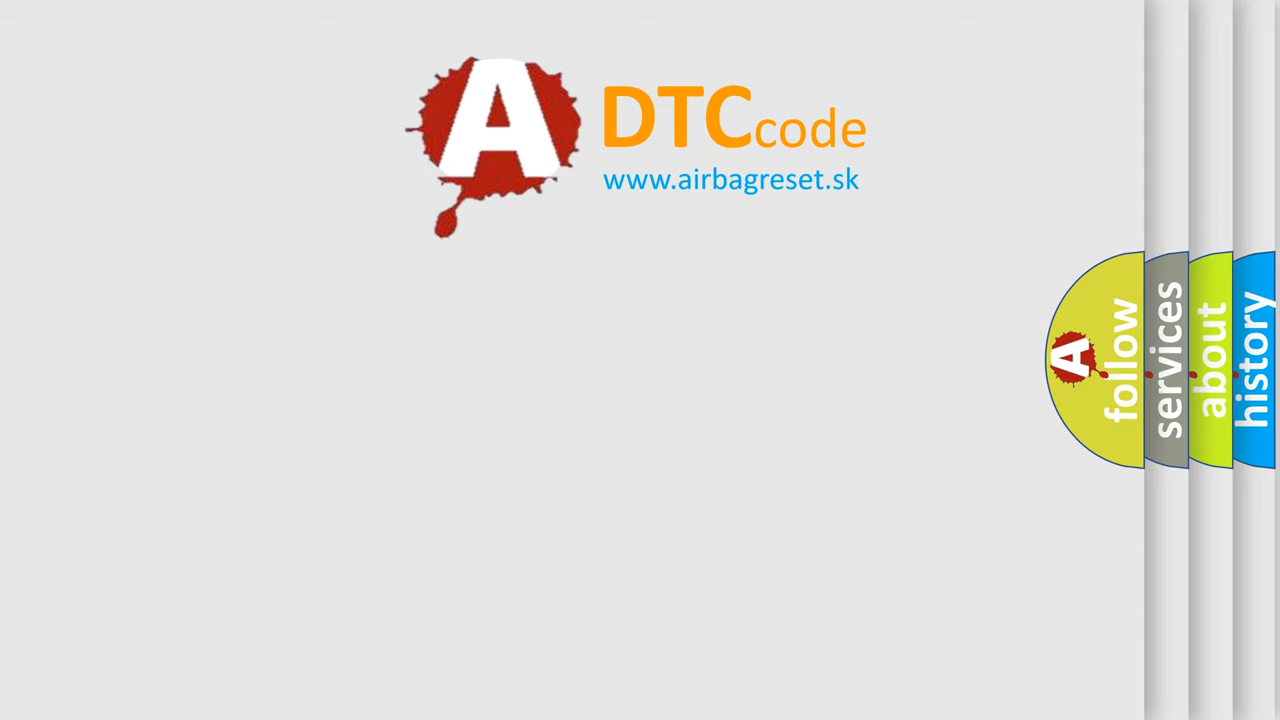 A
DTCcode
www.airbagreset.sk
A
follow
services
about
history